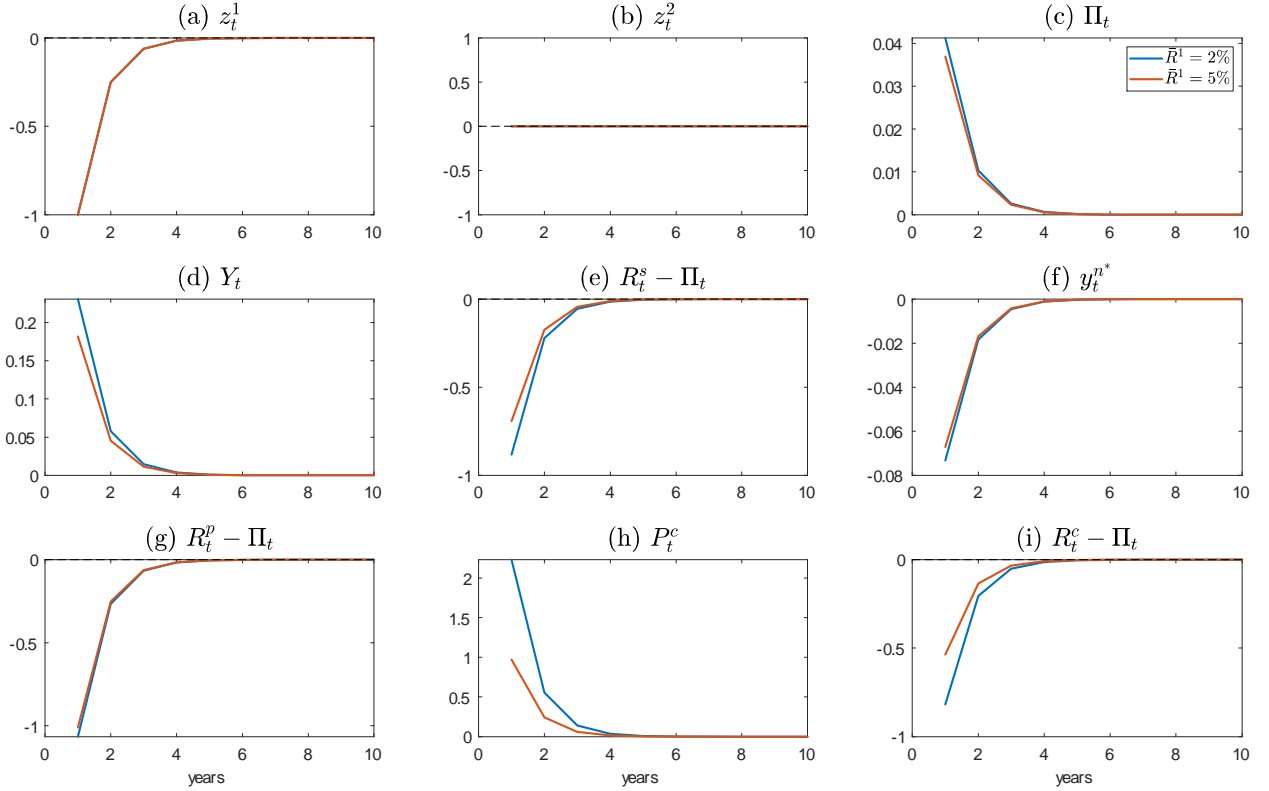 (a) $z_t^1$
0
-0.5
-1
0 2 4 6 8 10
(b) $z_t^2$
1
0.5
0
-0.5
-1
0 2 4 6 8 10
(c) $\Pi_t$
0.04
0.03
0.02
0.01
0
0 2 4 6 8 10
$\bar{R}^1 = 2\%$
$\bar{R}^1 = 5\%$
(d) $Y_t$
0.2
0.15
0.1
0.05
0
0 2 4 6 8 10
(e) $R_t^s - \Pi_t$
0
-0.5
-1
0 2 4 6 8 10
(f) $y_t^{n^*}$
0
-0.02
-0.04
-0.06
-0.08
0 2 4 6 8 10
(g) $R_t^p - \Pi_t$
0
-0.5
-1
0 2 4 6 8 10
years
(h) $P_t^c$
2
1.5
1
0.5
0
0 2 4 6 8 10
years
(i) $R_t^c - \Pi_t$
0
-0.5
-1
0 2 4 6 8 10
years